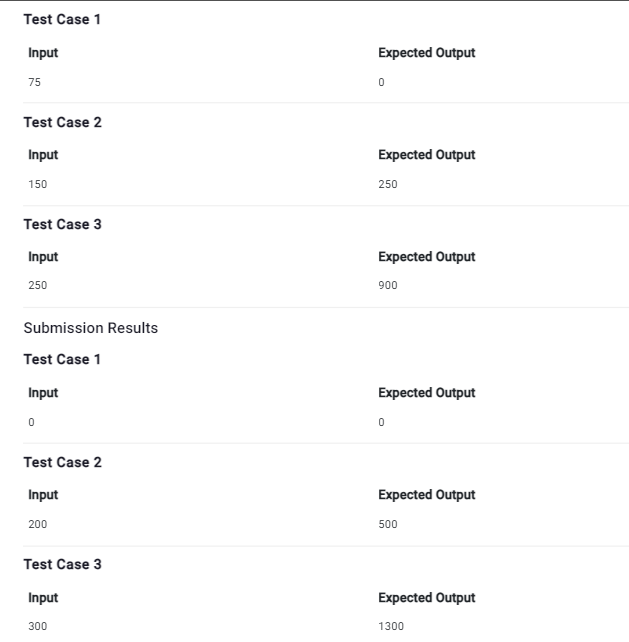 Test Case 1
Input Expected Output
75 0
Test Case 2
Input Expected Output
150 250
Test Case 3
Input Expected Output
250 900
Submission Results
Test Case 1
Input Expected Output
0 0
Test Case 2
Input Expected Output
200 500
Test Case 3
Input Expected Output
300 1300